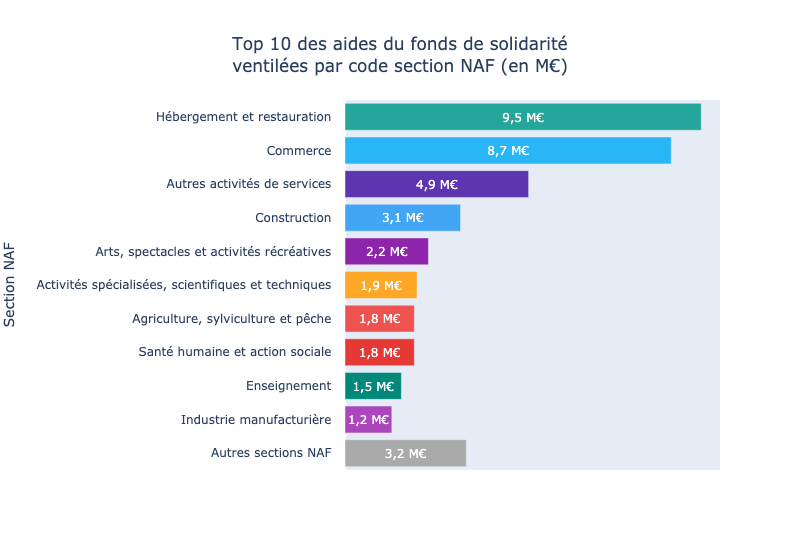 Top 10 des aides du fonds de solidarité
ventilées par code section NAF (en M€)
Section NAF
Hébergement et restauration 9,5 M€
Commerce 8,7 M€
Autres activités de services 4,9 M€
Construction 3,1 M€
Arts, spectacles et activités récréatives 2,2 M€
Activités spécialisées, scientifiques et techniques 1,9 M€
Agriculture, sylviculture et pêche 1,8 M€
Santé humaine et action sociale 1,8 M€
Enseignement 1,5 M€
Industrie manufacturière 1,2 M€
Autres sections NAF 3,2 M€